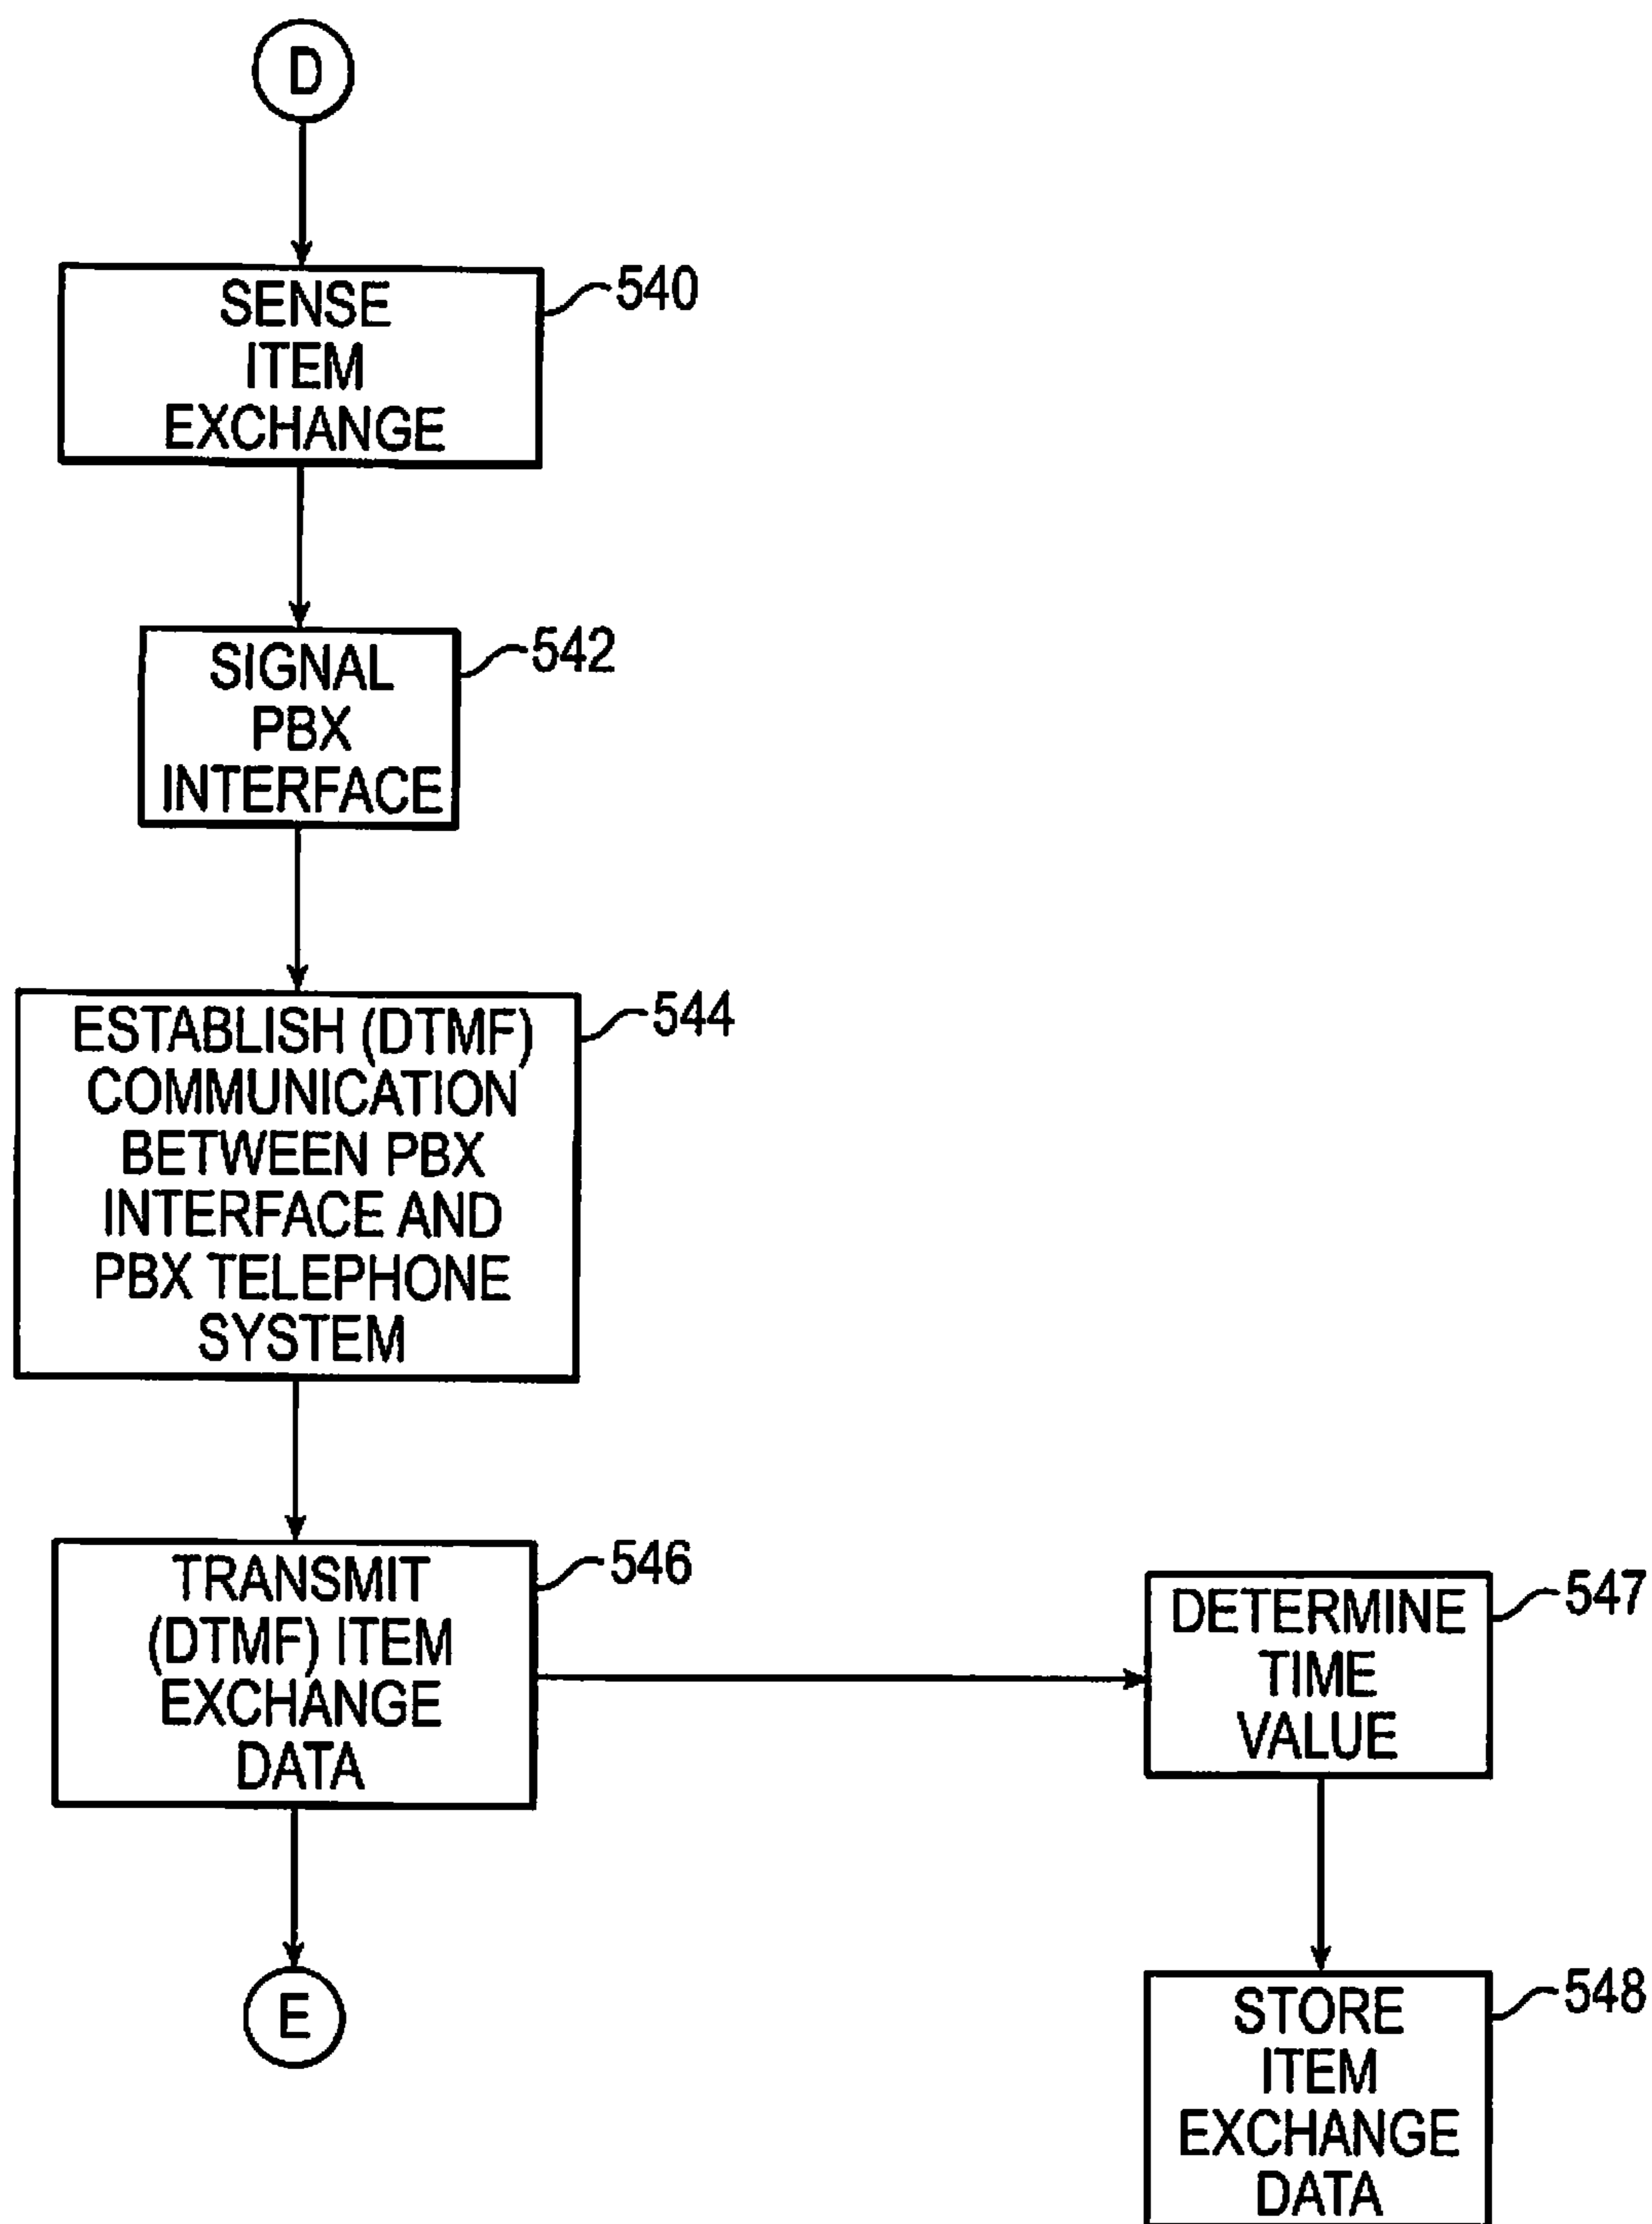 D
SENSE
ITEM
EXCHANGE
540
SIGNAL
PBX
INTERFACE
542
ESTABLISH (DTMF)
COMMUNICATION
BETWEEN PBX
INTERFACE AND
PBX TELEPHONE
SYSTEM
544
TRANSMIT
(DTMF) ITEM
EXCHANGE
DATA
546
DETERMINE
TIME
VALUE
547
E
STORE
ITEM
EXCHANGE
DATA
548